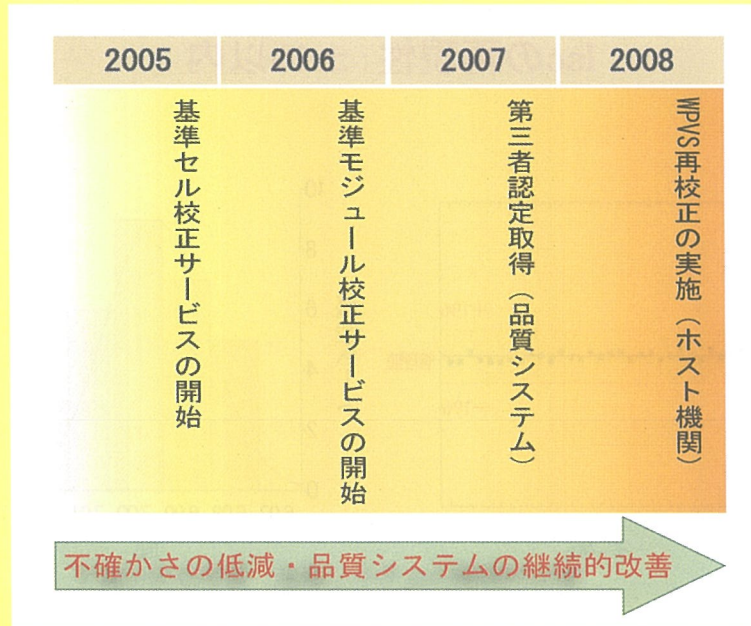 2005 2006 2007 2008
基準セル校正サービスの開始
基準モジュール校正サービスの開始
第三者認定取得（品質システム）
WPVS再校正の実施（ホスト機関）
不確かさの低減・品質システムの継続的改善